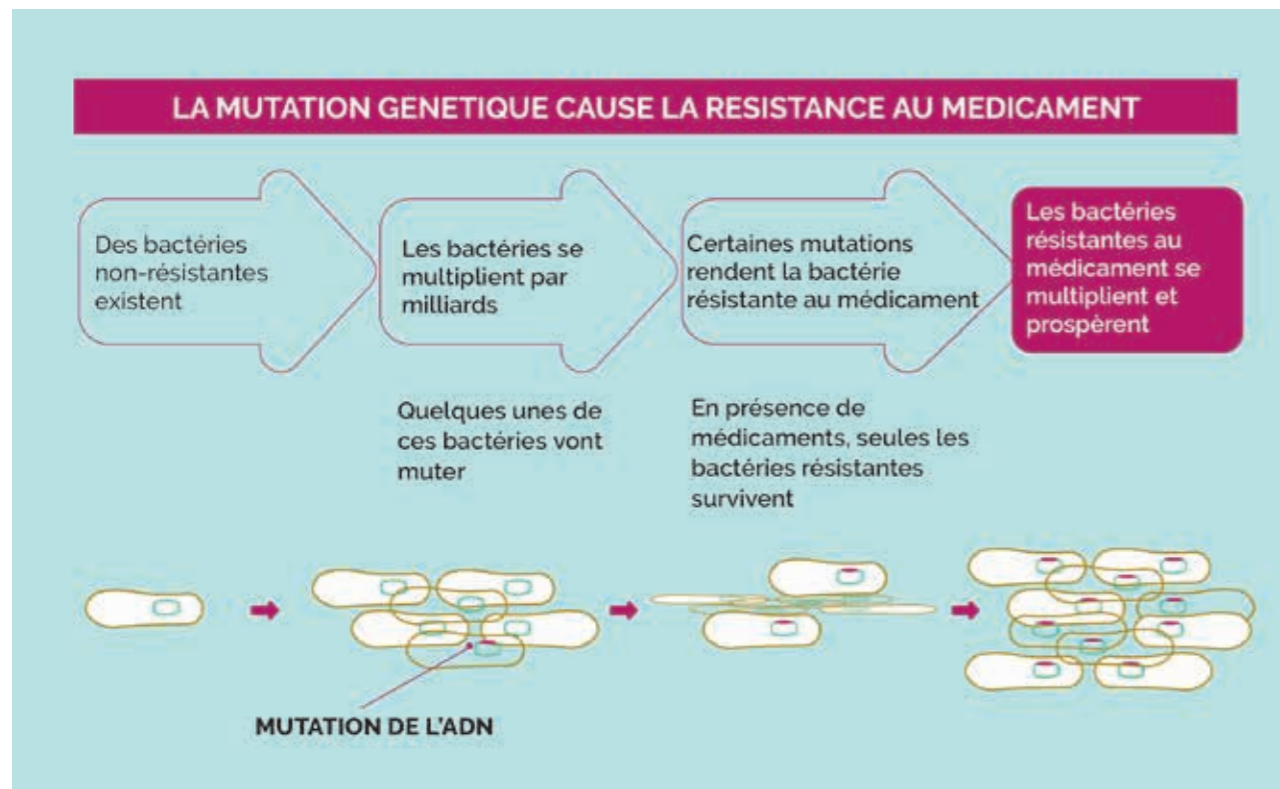 LA MUTATION GENETIQUE CAUSE LA RESISTANCE AU MEDICAMENT
Des bactéries
non-résistantes
existent
Les bactéries se
multiplient par
milliards
Certaines mutations
rendent la bactérie
résistante au médicament
Les bactéries
résistantes au
médicament se
multiplient et
prospèrent
Quelques unes de
ces bactéries vont
muter
En présence de
médicaments, seules les
bactéries résistantes
survivent
MUTATION DE L'ADN